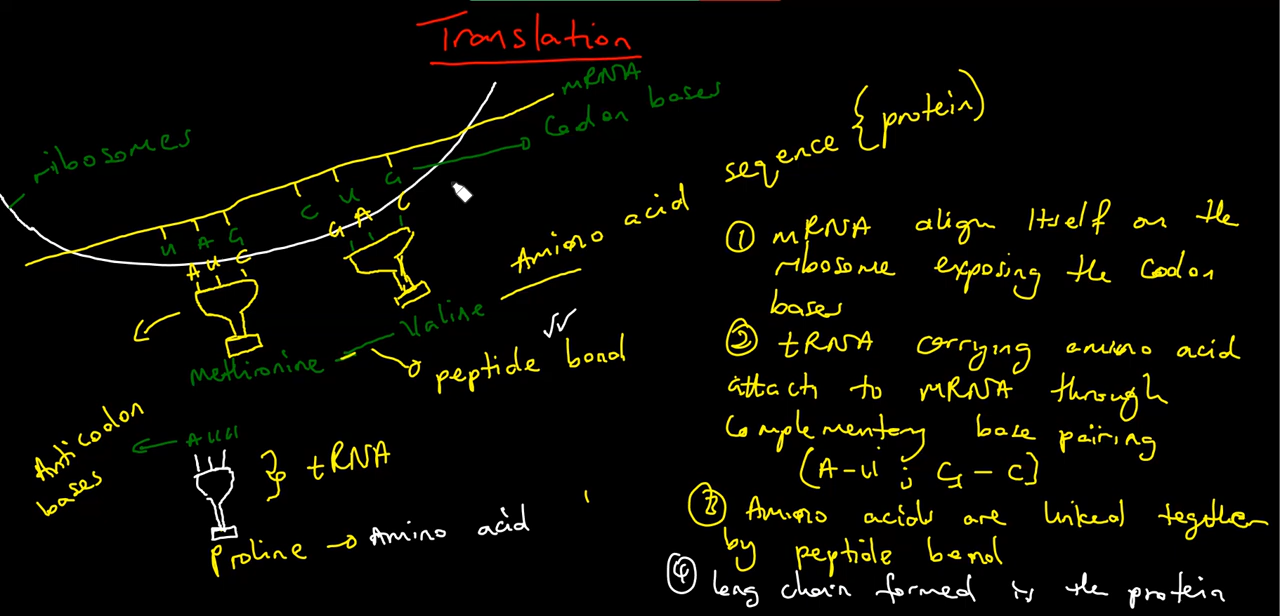 Translation
mRNA
Codon bases
ribosomes
C U G
G A C
U A G
A U C
Amino acid
Methionine — Valine
peptide bond
Anticodon
bases
A U U
tRNA
Proline → Amino acid
seqence { protein)
① mRNA align Itself on the
ribosome exposing the Codon
bases
② tRNA carrying amino acid
attach to mRNA through
Complementery base pairing
(A-U ; G-C]
③ Amino acids are linked together
by peptide bond
④ long chain formed is the protein